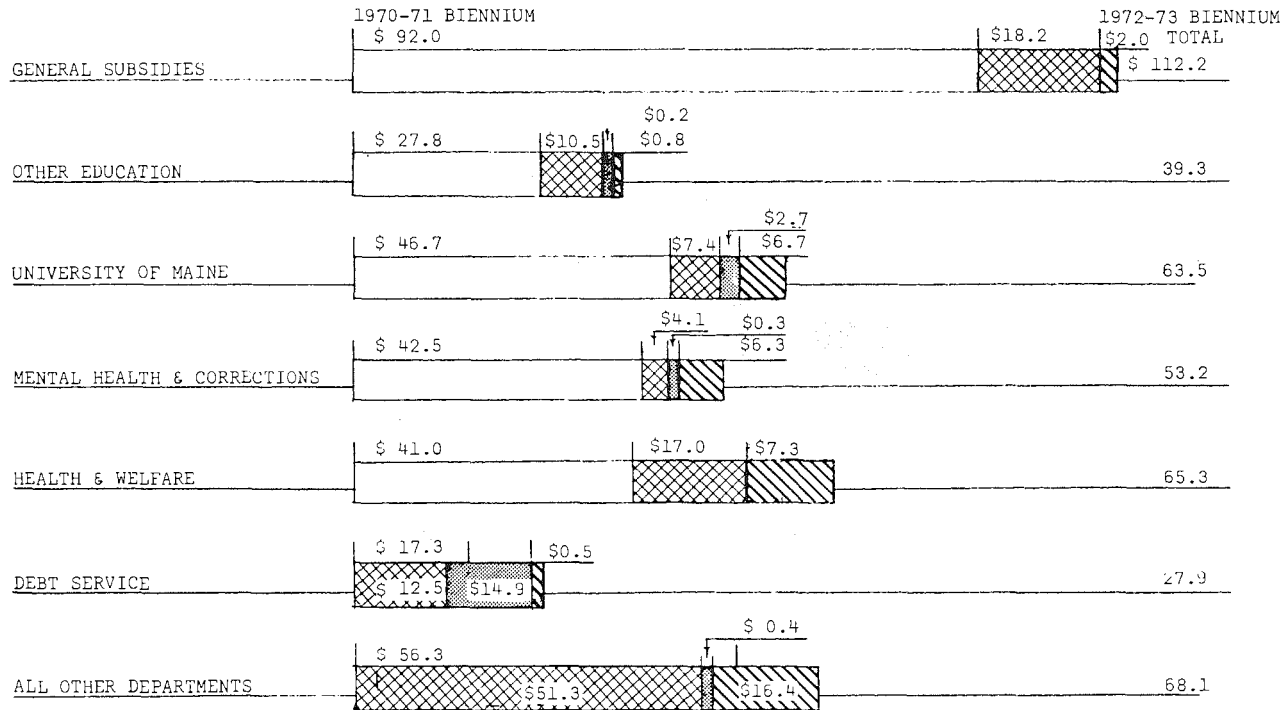 1970-71 BIENNIUM 1972-73 BIENNIUM
$ 92.0 $18.2 $2.0 TOTAL
GENERAL SUBSIDIES $ 112.2
$0.2
$ 27.8 $10.5 $0.8
OTHER EDUCATION 39.3
$2.7
$ 46.7 $7.4 $6.7
UNIVERSITY OF MAINE 63.5
$4.1 $0.3
$ 42.5 $6.3
MENTAL HEALTH & CORRECTIONS 53.2
$ 41.0 $17.0 $7.3
HEALTH & WELFARE 65.3
$ 17.3 $0.5
DEBT SERVICE $ 12.5 $14.9 27.9
$ 0.4
$ 56.3
ALL OTHER DEPARTMENTS $51.3 $16.4 68.1